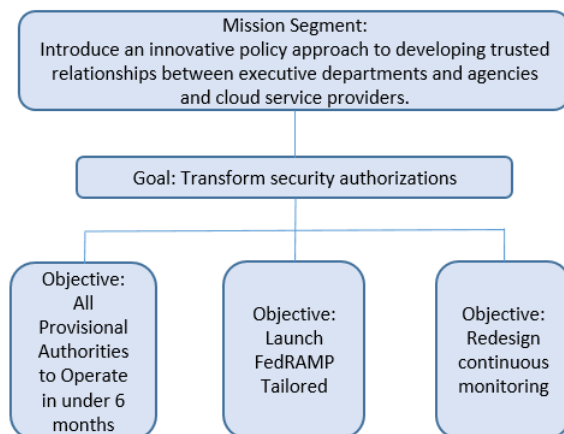 Mission Segment:
Introduce an innovative policy approach to developing trusted
relationships between executive departments and agencies
and cloud service providers.
Goal: Transform security authorizations
Objective:
All
Provisional
Authorities
to Operate
in under 6
months
Objective:
Launch
FedRAMP
Tailored
Objective:
Redesign
continuous
monitoring